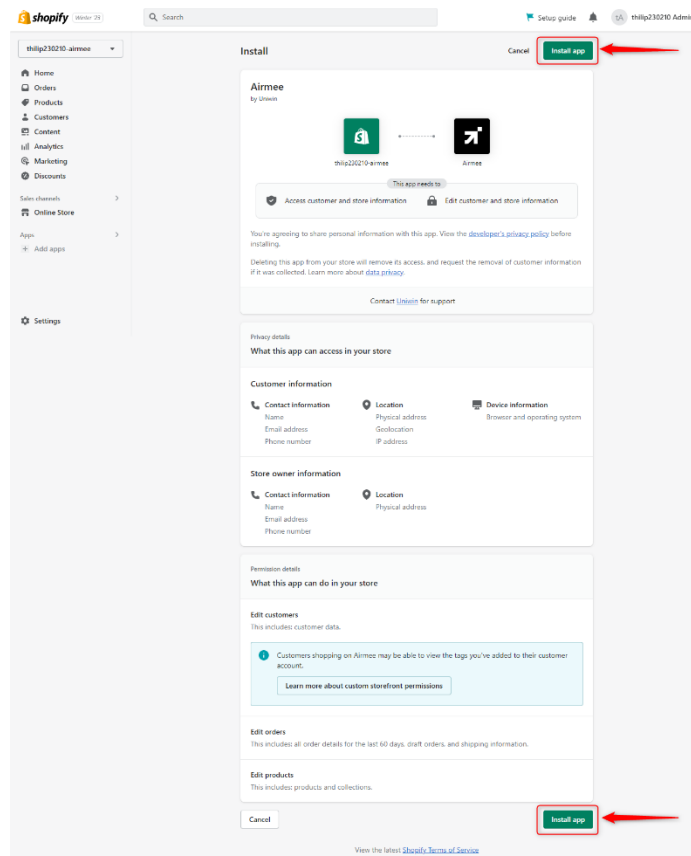 shopify Winter '23 Search Setup guide tA thilip230210 Admin
thilip230210-airmee
Home
Orders
Products
Customers
Content
Analytics
Marketing
Discounts
Sales channels
Online Store
Apps
Add apps
Settings
Install Cancel Install app
Airmee
by Uniwin
thilip230210-airmee Airmee
This app needs to
Access customer and store information Edit customer and store information
You're agreeing to share personal information with this app. View the developer's privacy policy before
installing.
Deleting this app from your store will remove its access, and request the removal of customer information
if it was collected. Learn more about data privacy.
Contact Uniwin for support
Privacy details
What this app can access in your store
Customer information
Contact information Location Device information
Name Physical address Browser and operating system
Email address Geolocation
Phone number IP address
Store owner information
Contact information Location
Name Physical address
Email address
Phone number
Permission details
What this app can do in your store
Edit customers
This includes: customer data.
Customers shopping on Airmee may be able to view the tags you've added to their customer
account.
Learn more about custom storefront permissions
Edit orders
This includes: all order details for the last 60 days, draft orders, and shipping information.
Edit products
This includes: products and collections.
Cancel Install app
View the latest Shopify Terms of Service